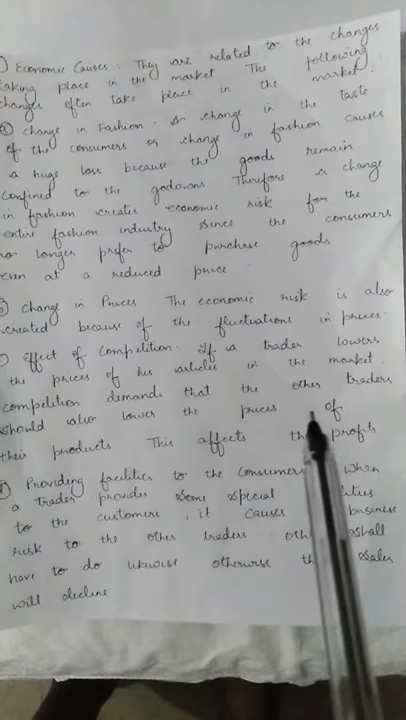 ) Economic Causes : They are related to the changes
taking place in the market The following
changes often take place in the market.
a change in Fashion . A change in the taste
of the consumers or change in fashion causes
a huge loss because the goods remain
confined to the godowns Therefore a change
in fashion creates economic risk for the
entire fashion industry since the consumers
no longer prefer to purchase goods
even at a reduced price
) Change in Prices The economic risk is also
created because of the fluctuations in prices
) Effect of Competition . If a trader lowers
the prices of his articles in the market .
competition demands that the other traders
should also lower the prices of
their products This affects the profits
Providing facilities to the Consumers When
a trader provides some special
to the customers , it causes business
risk to the other traders . shall
have to do likewise otherwise the sales
will decline